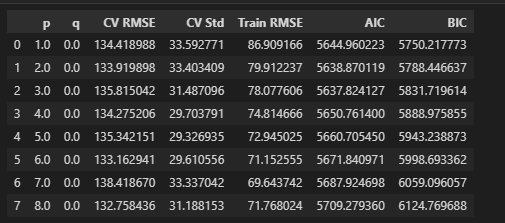 p q CV RMSE CV Std Train RMSE AIC BIC
0 1.0 0.0 134.418988 33.592771 86.909166 5644.960223 5750.217773
1 2.0 0.0 133.919898 33.403409 79.912237 5638.870119 5788.446637
2 3.0 0.0 135.815042 31.487096 78.077606 5637.824127 5831.719614
3 4.0 0.0 134.275206 29.703791 74.814666 5650.761400 5888.975855
4 5.0 0.0 135.342151 29.326935 72.945025 5660.705450 5943.238873
5 6.0 0.0 133.162941 29.610556 71.152555 5671.840971 5998.693362
6 7.0 0.0 138.418670 33.337042 69.643742 5687.924698 6059.096057
7 8.0 0.0 132.758436 31.188153 71.768024 5709.279360 6124.769688